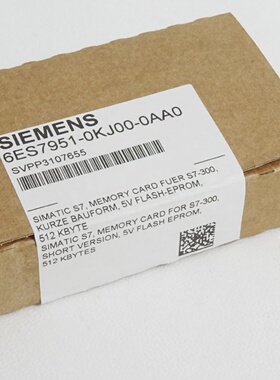 SIEMENS
6ES7951-0KJ00-0AA0
SVPP3107655
SIMATIC S7, MEMORY CARD FUER S7-300,
KURZE BAUFORM, 5V FLASH-EPROM,
512 KBYTE
SIMATIC S7, MEMORY CARD FOR S7-300,
SHORT VERSION, 5V FLASH EPROM,
512 KBYTES